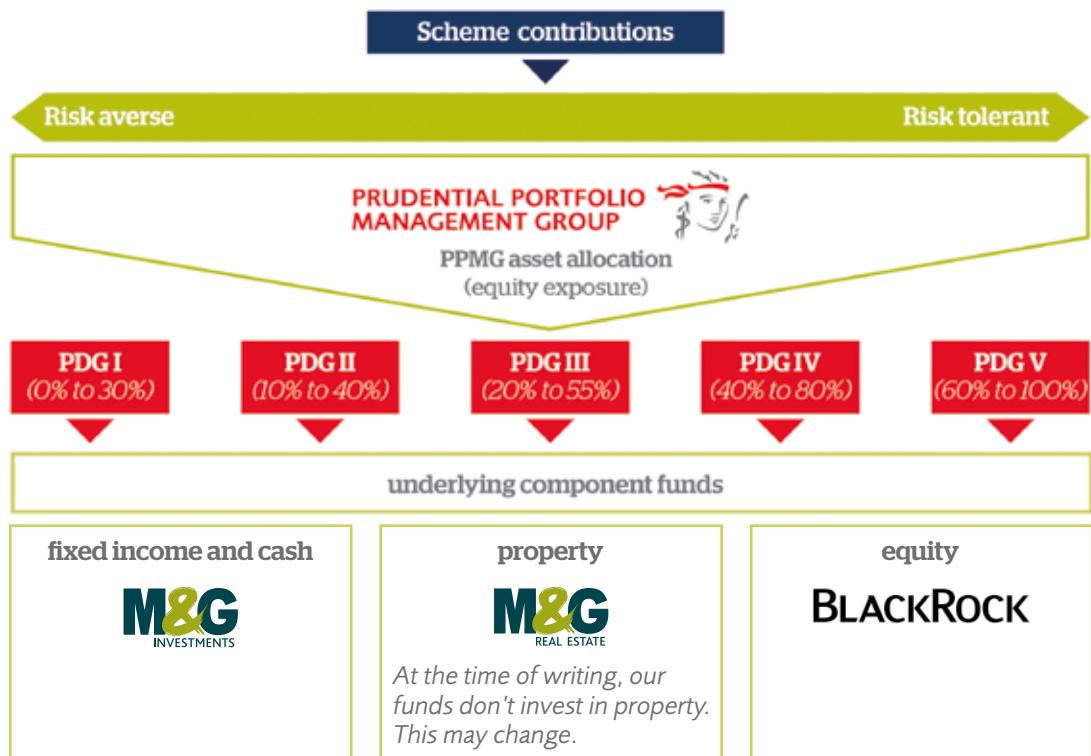 Scheme contributions
Risk averse
Risk tolerant
PRUDENTIAL PORTFOLIO
MANAGEMENT GROUP
PPMG asset allocation
(equity exposure)
PDG I
(0% to 30%)
PDG II
(10% to 40%)
PDG III
(20% to 55%)
PDG IV
(40% to 80%)
PDG V
(60% to 100%)
underlying component funds
fixed income and cash
M&G
INVESTMENTS
property
M&G
REAL ESTATE
At the time of writing, our
funds don't invest in property.
This may change.
equity
BLACKROCK